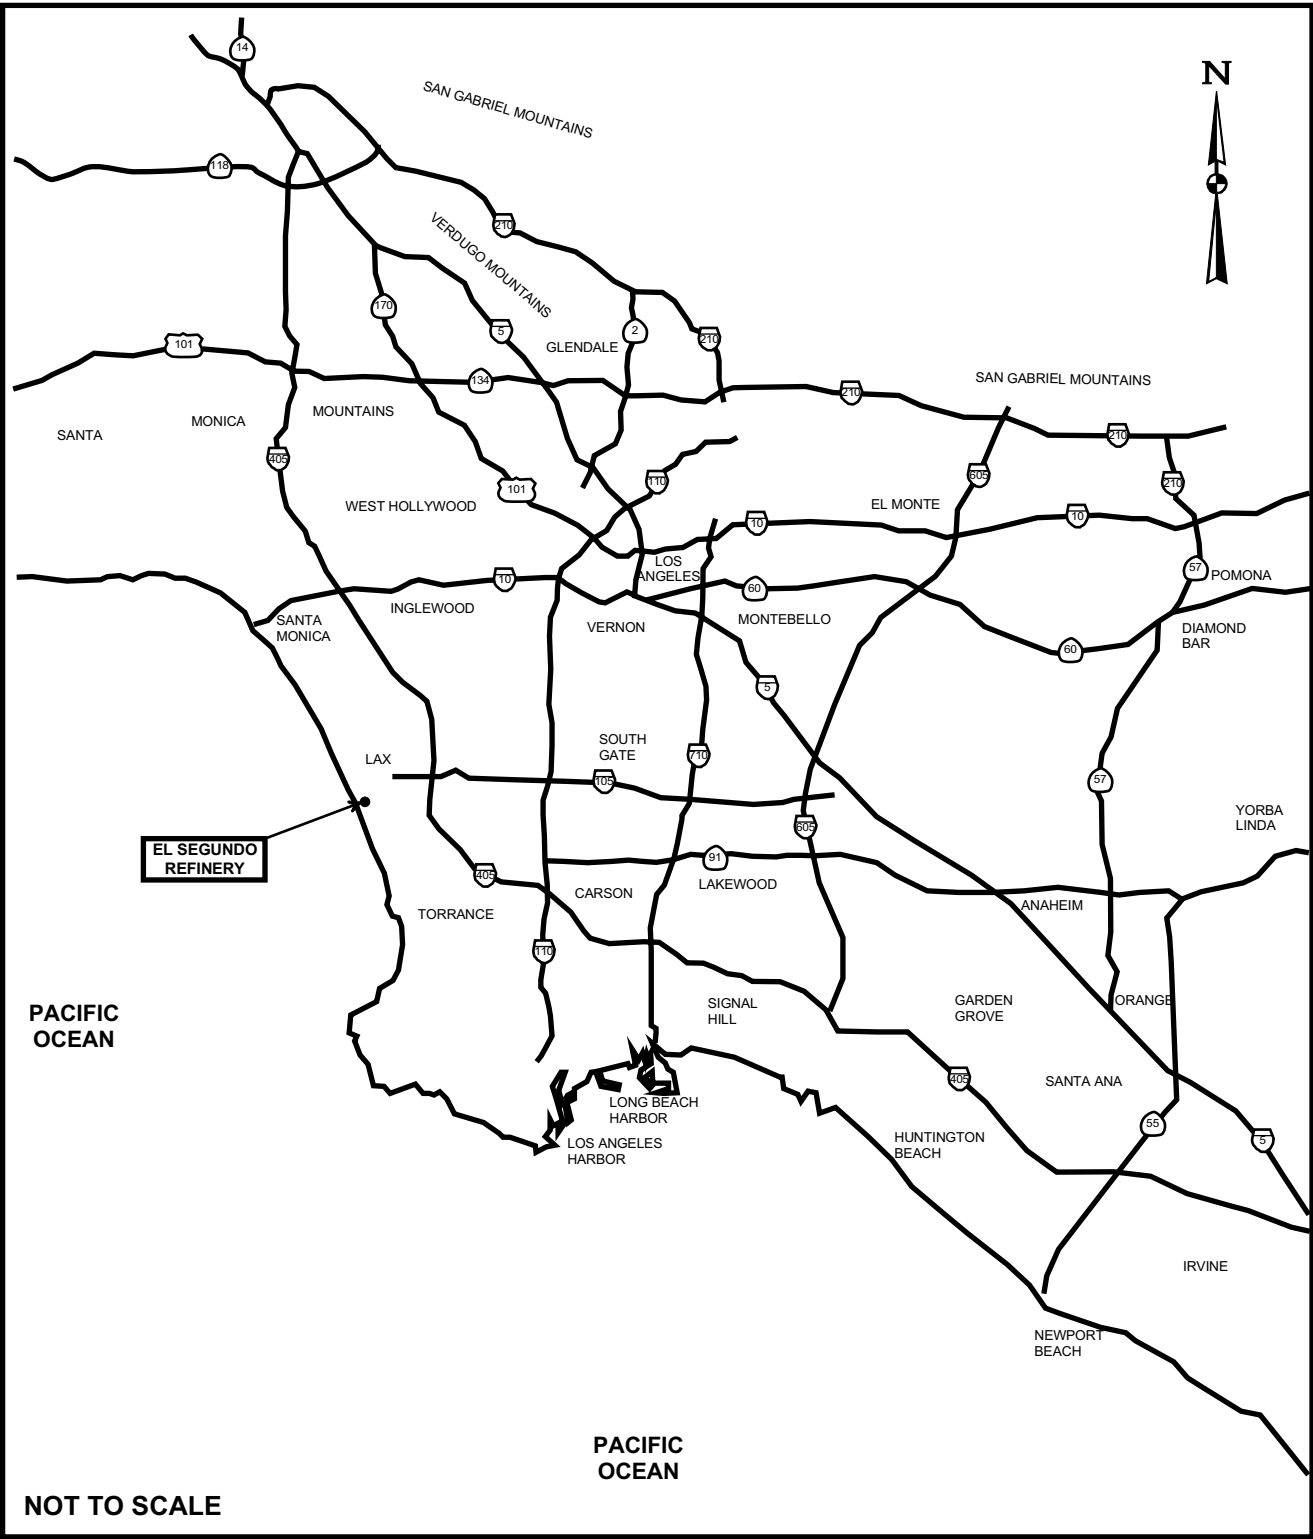 14
N
SAN GABRIEL MOUNTAINS
118
210
VERDUGO MOUNTAINS
170
5
2
101
GLENDALE
210
134
SAN GABRIEL MOUNTAINS
210
MONICA
MOUNTAINS
SANTA
210
405
110
605
210
101
WEST HOLLYWOOD
EL MONTE
10
10
LOS
ANGELES
10
60
57
POMONA
INGLEWOOD
SANTA
MONICA
VERNON
MONTEBELLO
DIAMOND
BAR
60
5
SOUTH
GATE
LAX
710
105
57
YORBA
LINDA
605
EL SEGUNDO
REFINERY
91
405
CARSON
LAKEWOOD
TORRANCE
ANAHEIM
110
PACIFIC
OCEAN
SIGNAL
HILL
GARDEN
GROVE
ORANGE
405
SANTA ANA
LONG BEACH
HARBOR
55
LOS ANGELES
HARBOR
HUNTINGTON
BEACH
5
IRVINE
NEWPORT
BEACH
PACIFIC
OCEAN
NOT TO SCALE